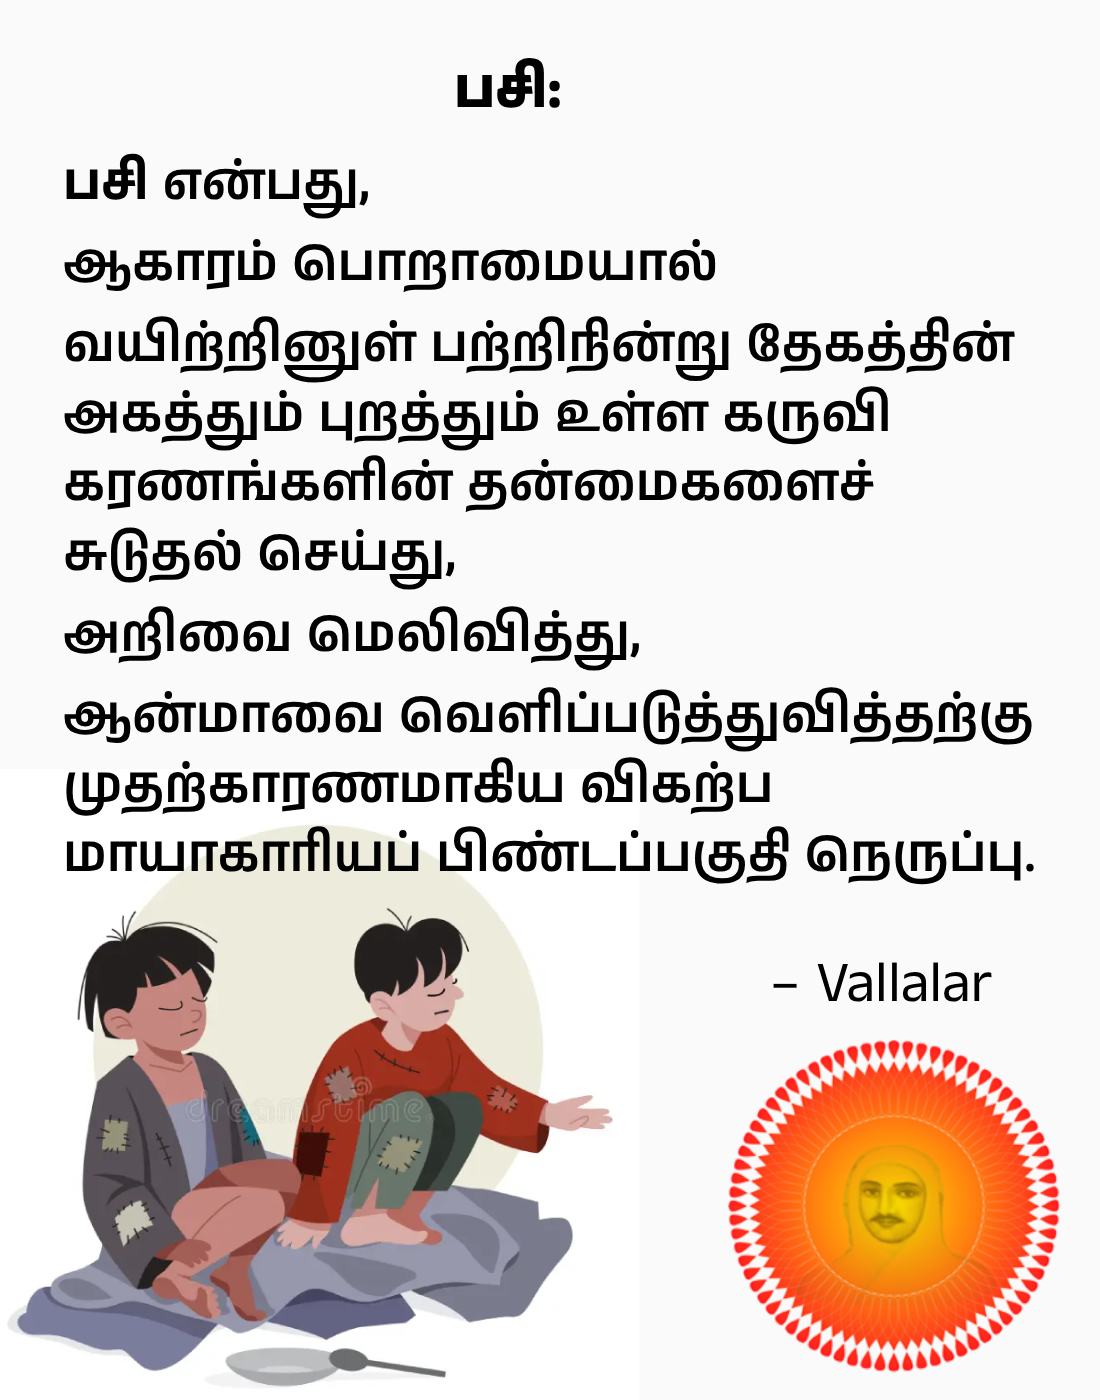 பசி:
பசி என்பது,
ஆகாரம் பொறாமையால்
வயிற்றினுள் பற்றிநின்று தேகத்தின்
அகத்தும் புறத்தும் உள்ள கருவி
கரணங்களின் தன்மைகளைச்
சுடுதல் செய்து,
அறிவை மெலிவித்து,
ஆன்மாவை வெளிப்படுத்துவித்தற்கு
முதற்காரணமாகிய விகற்ப
மாயாகாரியப் பிண்டப்பகுதி நெருப்பு.
– Vallalar
dreamstime